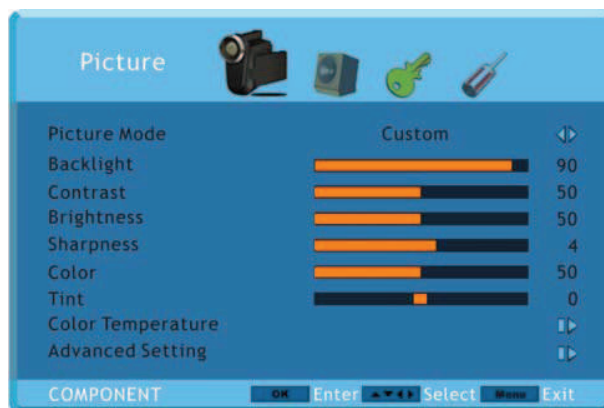 Picture
Picture Mode Custom
Backlight 90
Contrast 50
Brightness 50
Sharpness 4
Color 50
Tint 0
Color Temperature
Advanced Setting
COMPONENT OK Enter Select Menu Exit